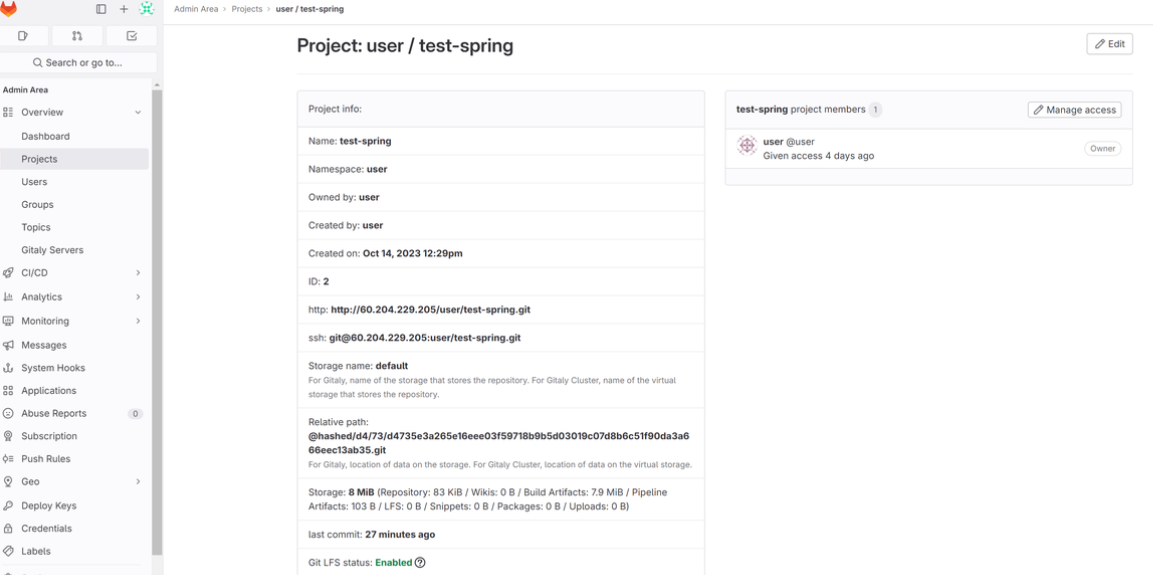 Admin Area › Projects › user / test-spring
Search or go to...
Admin Area
Overview
Dashboard
Projects
Users
Groups
Topics
Gitaly Servers
CI/CD
Analytics
Monitoring
Messages
System Hooks
Applications
Abuse Reports 0
Subscription
Push Rules
Geo
Deploy Keys
Credentials
Labels
Project: user / test-spring
Edit
Project info:
Name: test-spring
Namespace: user
Owned by: user
Created by: user
Created on: Oct 14, 2023 12:29pm
ID: 2
http: http://60.204.229.205/user/test-spring.git
ssh: git@60.204.229.205:user/test-spring.git
Storage name: default
For Gitaly, name of the storage that stores the repository. For Gitaly Cluster, name of the virtual
storage that stores the repository.
Relative path:
@hashed/d4/73/d4735e3a265e16eee03f59718b9b5d03019c07d8b6c51f90da3a6
66eec13ab35.git
For Gitaly, location of data on the storage. For Gitaly Cluster, location of data on the virtual storage.
Storage: 8 MiB (Repository: 83 KiB / Wikis: 0 B / Build Artifacts: 7.9 MiB / Pipeline
Artifacts: 103 B / LFS: 0 B / Snippets: 0 B / Packages: 0 B / Uploads: 0 B)
last commit: 27 minutes ago
Git LFS status: Enabled
test-spring project members 1
Manage access
user @user
Given access 4 days ago
Owner